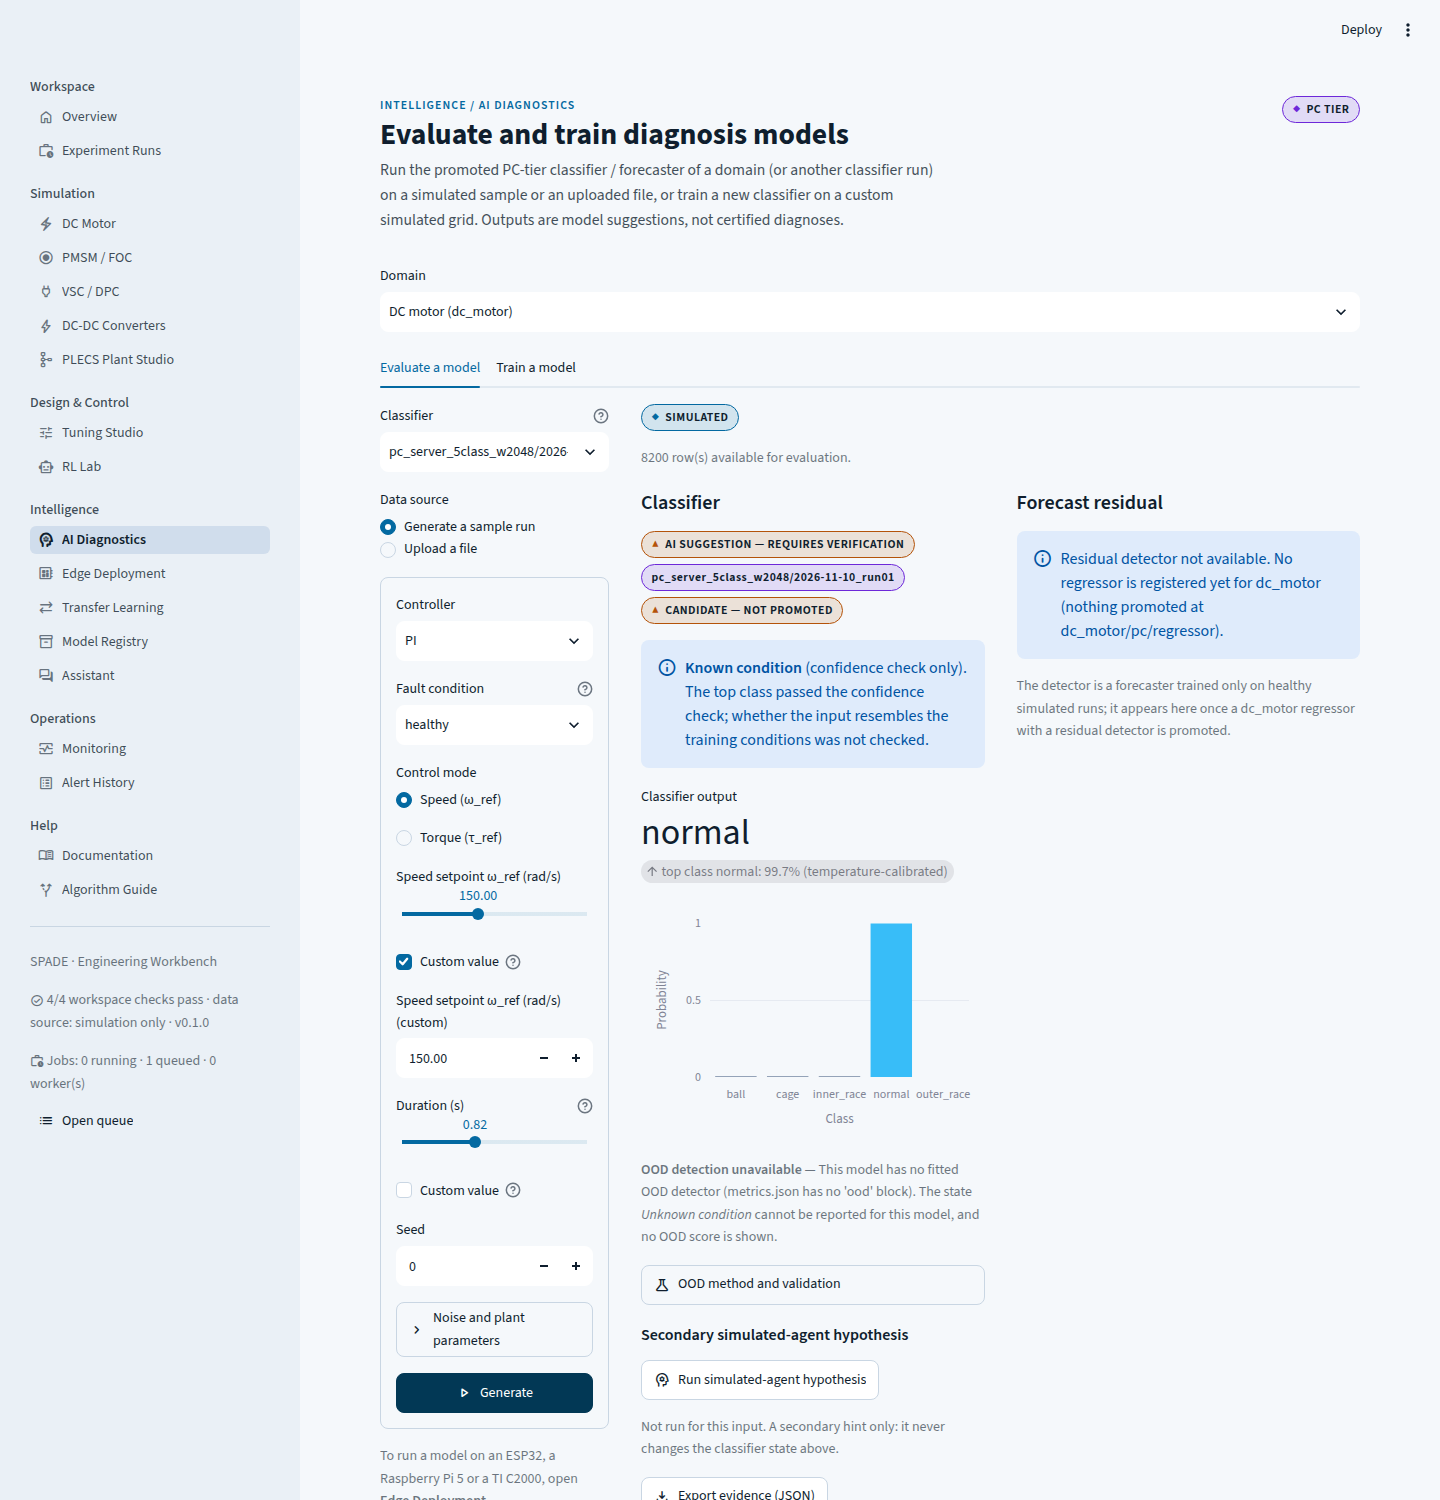 Deploy
Workspace
Overview
Experiment Runs
Simulation
DC Motor
PMSM / FOC
VSC / DPC
DC-DC Converters
PLECS Plant Studio
Design & Control
Tuning Studio
RL Lab
Intelligence
AI Diagnostics
Edge Deployment
Transfer Learning
Model Registry
Assistant
Operations
Monitoring
Alert History
Help
Documentation
Algorithm Guide
SPADE · Engineering Workbench
4/4 workspace checks pass · data
source: simulation only · v0.1.0
Jobs: 0 running · 1 queued · 0
worker(s)
Open queue
INTELLIGENCE / AI DIAGNOSTICS
PC TIER
Evaluate and train diagnosis models
Run the promoted PC-tier classifier / forecaster of a domain (or another classifier run)
on a simulated sample or an uploaded file, or train a new classifier on a custom
simulated grid. Outputs are model suggestions, not certified diagnoses.
Domain
DC motor (dc_motor)
Evaluate a model
Train a model
Classifier
pc_server_5class_w2048/2026-
Data source
Generate a sample run
Upload a file
Controller
PI
Fault condition
healthy
Control mode
Speed (ω_ref)
Torque (τ_ref)
Speed setpoint ω_ref (rad/s)
150.00
Custom value
Speed setpoint ω_ref (rad/s)
(custom)
150.00
Duration (s)
0.82
Custom value
Seed
0
Noise and plant
parameters
Generate
To run a model on an ESP32, a
Raspberry Pi 5 or a TI C2000, open
Edge Deployment
SIMULATED
8200 row(s) available for evaluation.
Classifier
AI SUGGESTION — REQUIRES VERIFICATION
pc_server_5class_w2048/2026-11-10_run01
CANDIDATE — NOT PROMOTED
Known condition (confidence check only).
The top class passed the confidence
check; whether the input resembles the
training conditions was not checked.
Classifier output
normal
↑ top class normal: 99.7% (temperature-calibrated)
1
0.5
0
Probability
ball
cage
inner_race
normal
outer_race
Class
OOD detection unavailable — This model has no fitted
OOD detector (metrics.json has no 'ood' block). The state
Unknown condition cannot be reported for this model, and
no OOD score is shown.
OOD method and validation
Secondary simulated-agent hypothesis
Run simulated-agent hypothesis
Not run for this input. A secondary hint only: it never
changes the classifier state above.
Export evidence (JSON)
Forecast residual
Residual detector not available. No
regressor is registered yet for dc_motor
(nothing promoted at
dc_motor/pc/regressor).
The detector is a forecaster trained only on healthy
simulated runs; it appears here once a dc_motor regressor
with a residual detector is promoted.